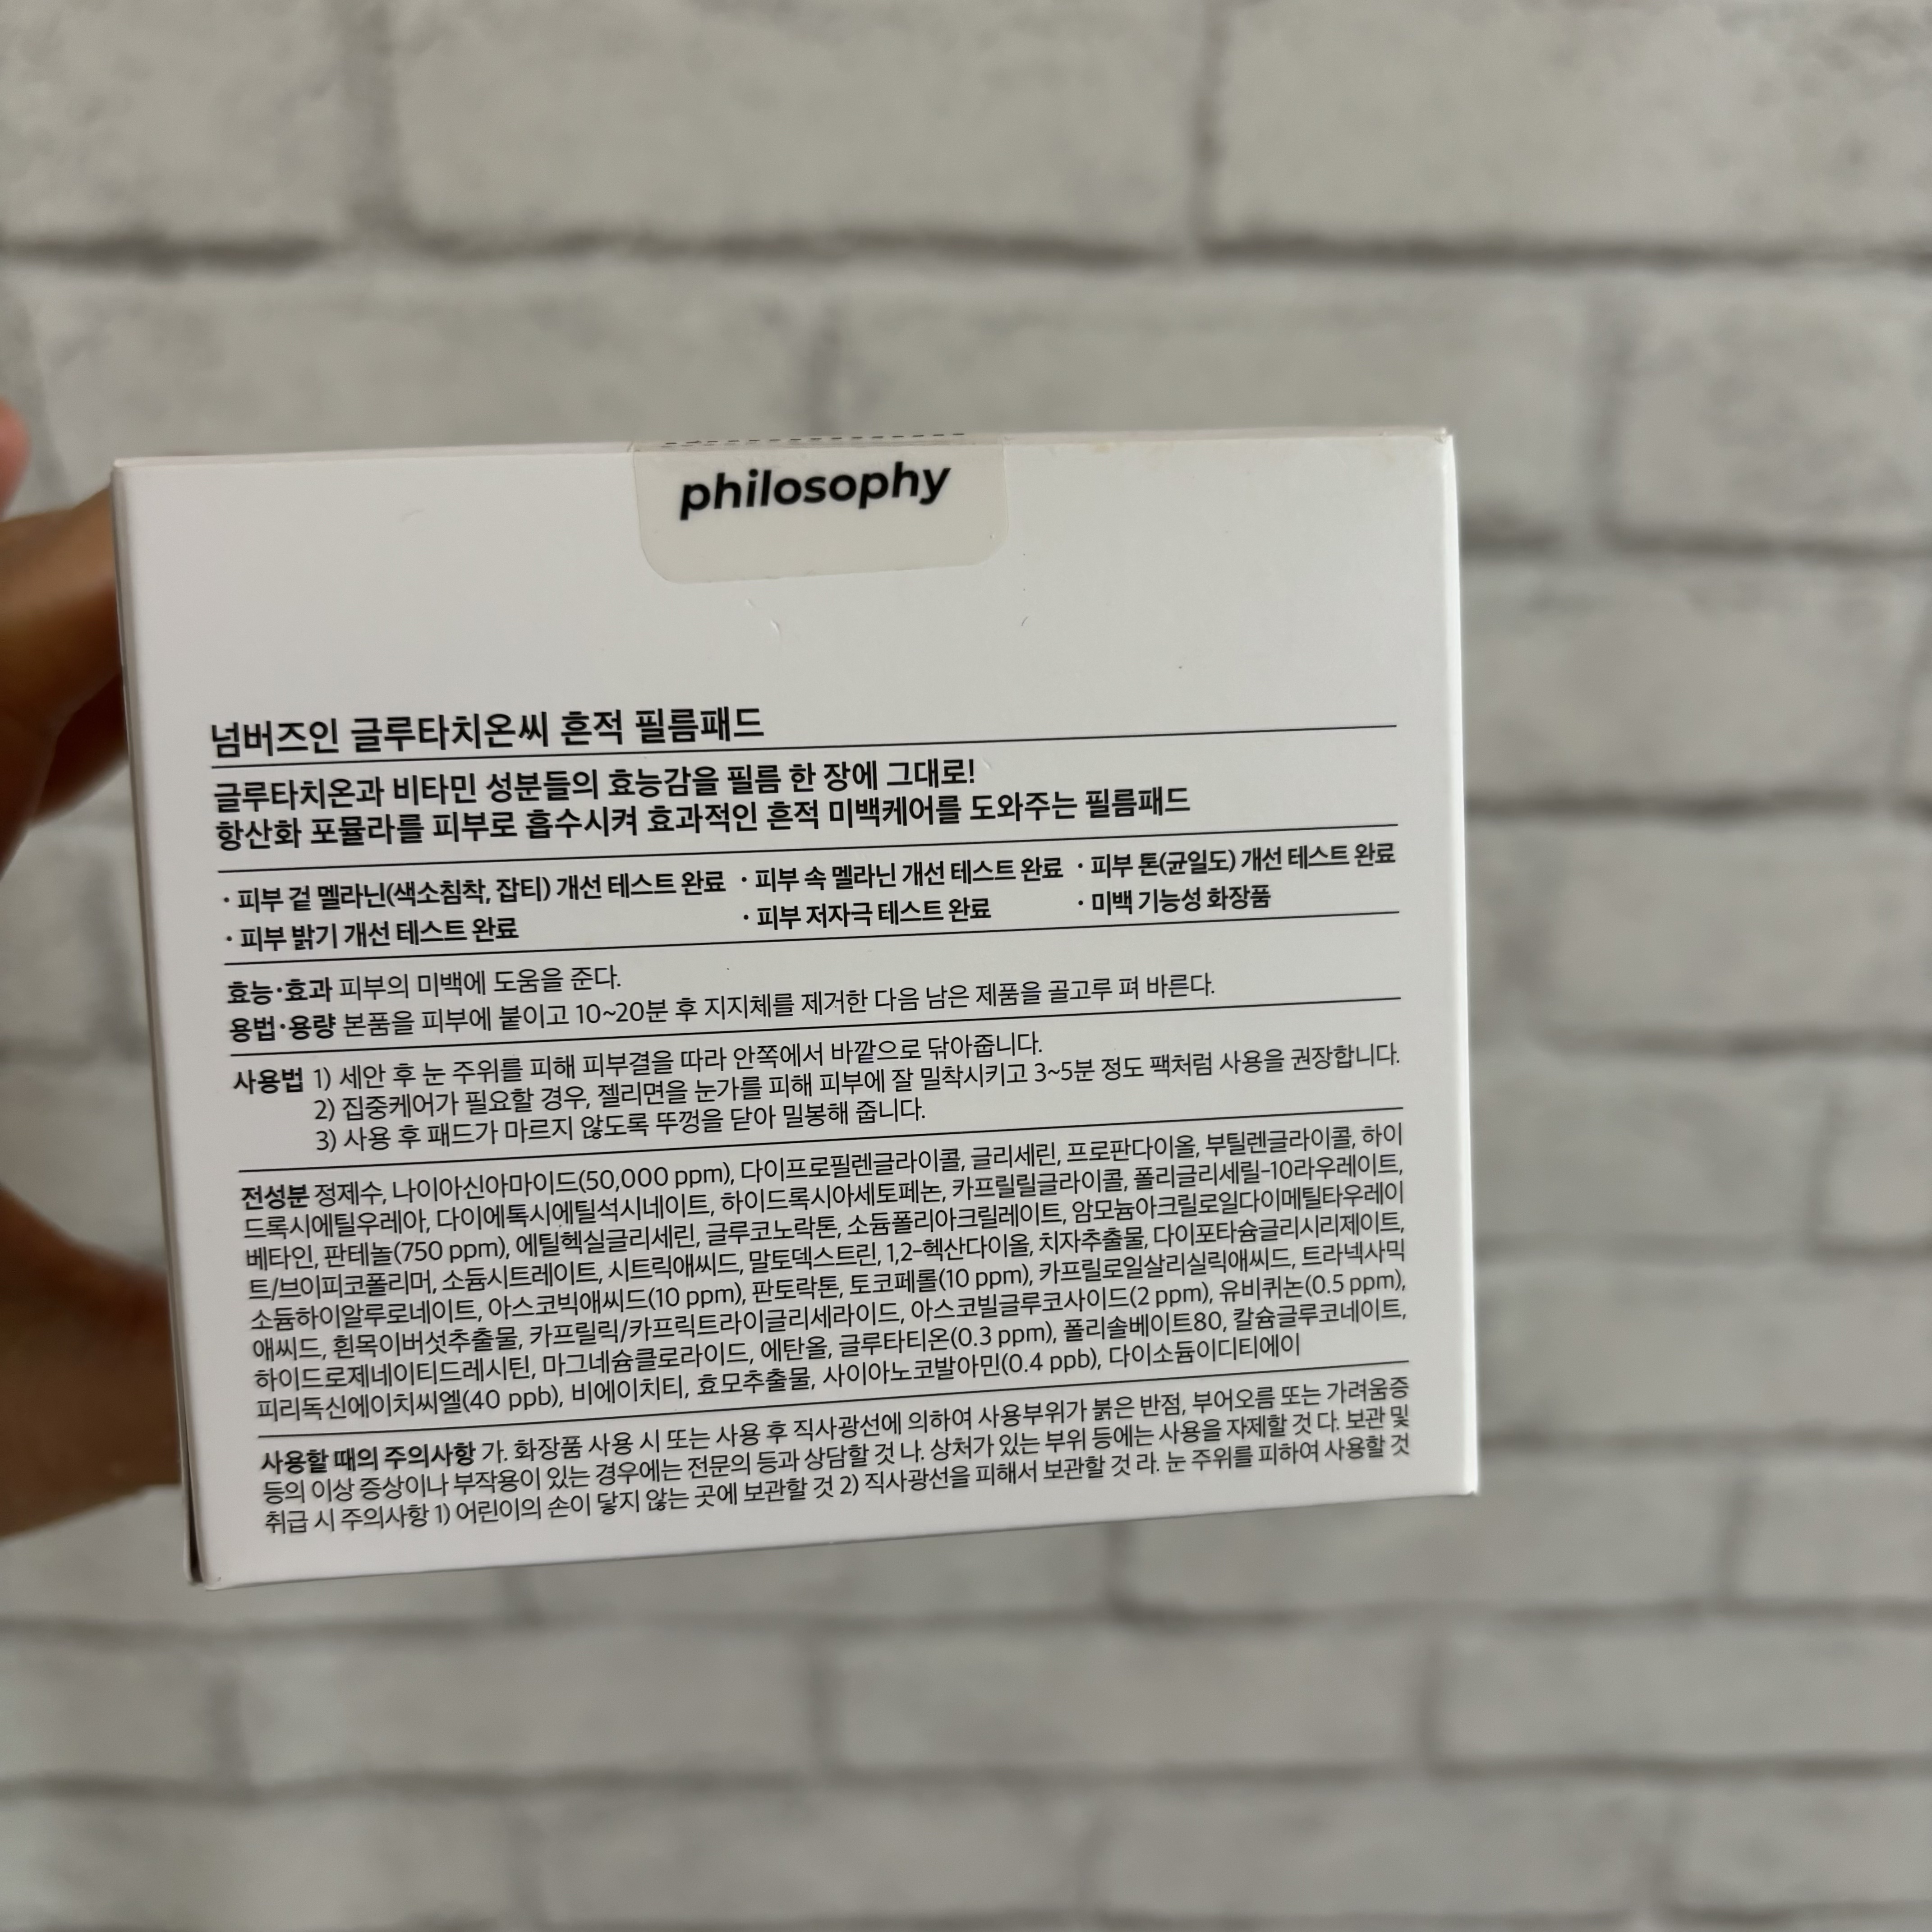 philosophy
넘버즈인 글루타치온씨 흔적 필름패드
글루타치온과 비타민 성분들의 효능감을 필름 한 장에 그대로!
항산화 포뮬라를 피부로 흡수시켜 효과적인 흔적 미백케어를 도와주는 필름패드
· 피부 겉 멜라닌(색소침착, 잡티) 개선 테스트 완료 · 피부 속 멜라닌 개선 테스트 완료 · 피부 톤(균일도) 개선 테스트 완료
· 피부 밝기 개선 테스트 완료 · 피부 저자극 테스트 완료 · 미백 기능성 화장품
효능·효과 피부의 미백에 도움을 준다.
용법·용량 본품을 피부에 붙이고 10~20분 후 지지체를 제거한 다음 남은 제품을 골고루 펴 바른다.
사용법 1) 세안 후 눈 주위를 피해 피부결을 따라 안쪽에서 바깥으로 닦아줍니다.
2) 집중케어가 필요할 경우, 젤리면을 눈가를 피해 피부에 잘 밀착시키고 3~5분 정도 팩처럼 사용을 권장합니다.
3) 사용 후 패드가 마르지 않도록 뚜껑을 닫아 밀봉해 줍니다.
전성분 정제수, 나이아신아마이드(50,000 ppm), 다이프로필렌글라이콜, 글리세린, 프로판다이올, 부틸렌글라이콜, 하이
드록시에틸우레아, 다이에톡시에틸석시네이트, 하이드록시아세토페논, 카프릴릴글라이콜, 폴리글리세릴-10라우레이트,
베타인, 판테놀(750 ppm), 에틸헥실글리세린, 글루코노락톤, 소듐폴리아크릴레이트, 암모늄아크릴로일다이메틸타우레이
트/브이피코폴리머, 소듐시트레이트, 시트릭애씨드, 말토덱스트린, 1,2-헥산다이올, 치자추출물, 다이포타슘글리시리제이트,
소듐하이알루로네이트, 아스코빅애씨드(10 ppm), 판토락톤, 토코페롤(10 ppm), 카프릴로일살리실릭애씨드, 트라넥사믹
애씨드, 흰목이버섯추출물, 카프릴릭/카프릭트라이글리세라이드, 아스코빌글루코사이드(2 ppm), 유비퀴논(0.5 ppm),
하이드로제네이티드레시틴, 마그네슘클로라이드, 에탄올, 글루타티온(0.3 ppm), 폴리솔베이트80, 칼슘글루코네이트,
피리독신에이치씨엘(40 ppb), 비에이치티, 효모추출물, 사이아노코발아민(0.4 ppb), 다이소듐이디티에이
사용할 때의 주의사항 가. 화장품 사용 시 또는 사용 후 직사광선에 의하여 사용부위가 붉은 반점, 부어오름 또는 가려움증
등의 이상 증상이나 부작용이 있는 경우에는 전문의 등과 상담할 것 나. 상처가 있는 부위 등에는 사용을 자제할 것 다. 보관 및
취급 시 주의사항 1) 어린이의 손이 닿지 않는 곳에 보관할 것 2) 직사광선을 피해서 보관할 것 라. 눈 주위를 피하여 사용할 것